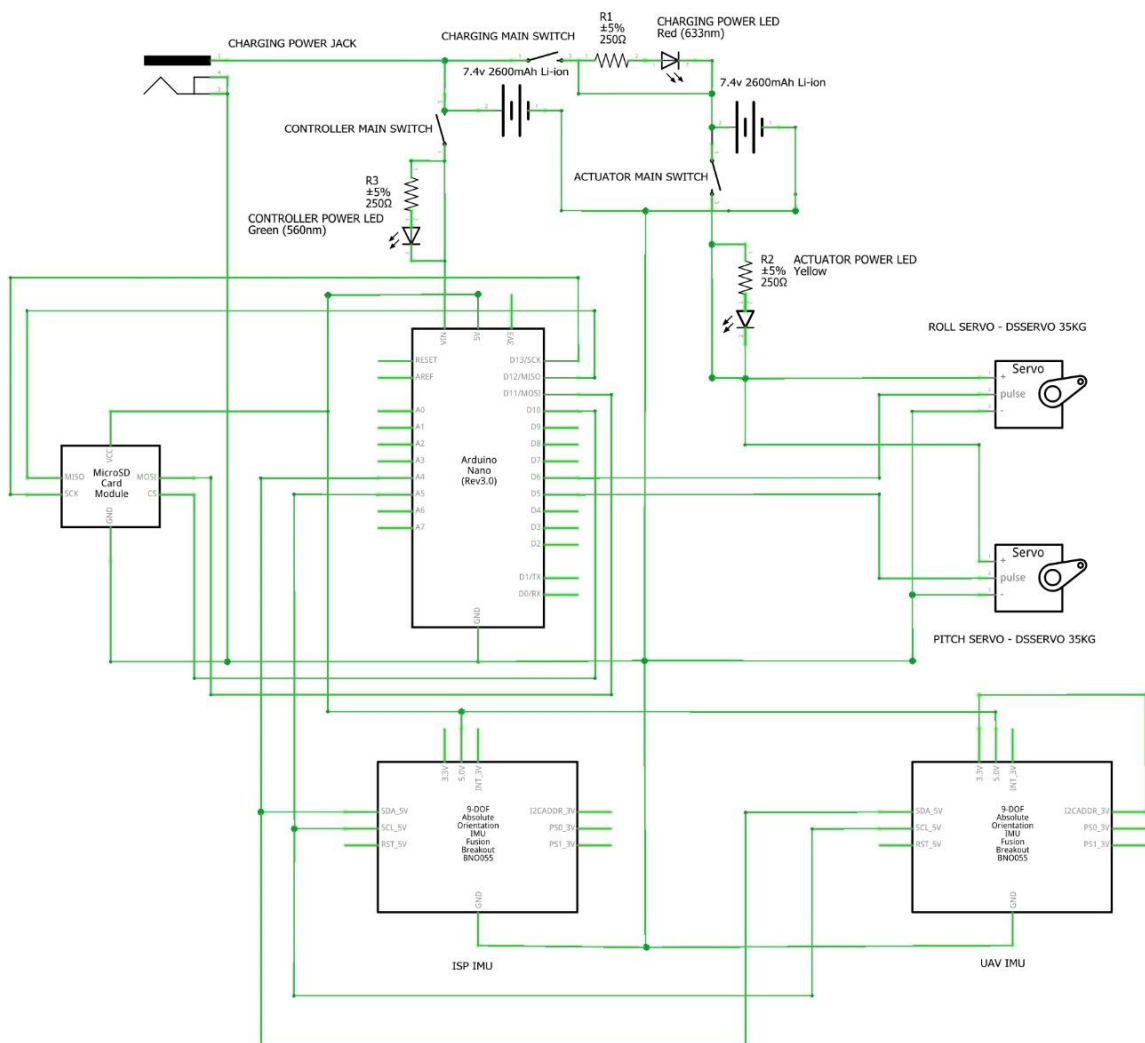 CHARGING POWER JACK
CHARGING MAIN SWITCH
R1
±5%
250Ω
CHARGING POWER LED
Red (633nm)
7.4v 2600mAh Li-ion
7.4v 2600mAh Li-ion
CONTROLLER MAIN SWITCH
ACTUATOR MAIN SWITCH
R3
±5%
250Ω
CONTROLLER POWER LED
Green (560nm)
R2
±5%
250Ω
ACTUATOR POWER LED
Yellow
ROLL SERVO - DSSERVO 35KG
Servo
+
pulse
-
VIN
5V
3V3
RESET
AREF
A0
A1
A2
A3
A4
A5
A6
A7
Arduino
Nano
(Rev3.0)
D13/SCK
D12/MISO
D11/MOSI
D10
D9
D8
D7
D6
D5
D4
D3
D2
D1/TX
D0/RX
GND
VCC
MISO
SCK
MicroSD
Card
Module
MOSI
CS
GND
Servo
+
pulse
-
PITCH SERVO - DSSERVO 35KG
3.3V
5.0V
INT_3V
SDA_5V
SCL_5V
RST_5V
9-DOF
Absolute
Orientation
IMU
Fusion
Breakout
BNO055
I2CADDR_3V
PS0_3V
PS1_3V
GND
ISP IMU
3.3V
5.0V
INT_3V
SDA_5V
SCL_5V
RST_5V
9-DOF
Absolute
Orientation
IMU
Fusion
Breakout
BNO055
I2CADDR_3V
PS0_3V
PS1_3V
GND
UAV IMU